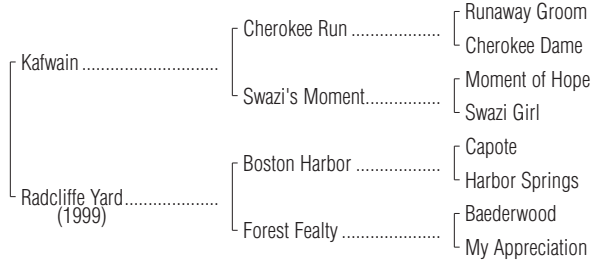 Runaway Groom
Cherokee Run ....................
Cherokee Dame
Kafwain ...............................
Moment of Hope
Swazi's Moment.................
Swazi Girl
Capote
Boston Harbor ...................
Harbor Springs
Radcliffe Yard.....................
(1999)
Baederwood
Forest Fealty ......................
My Appreciation